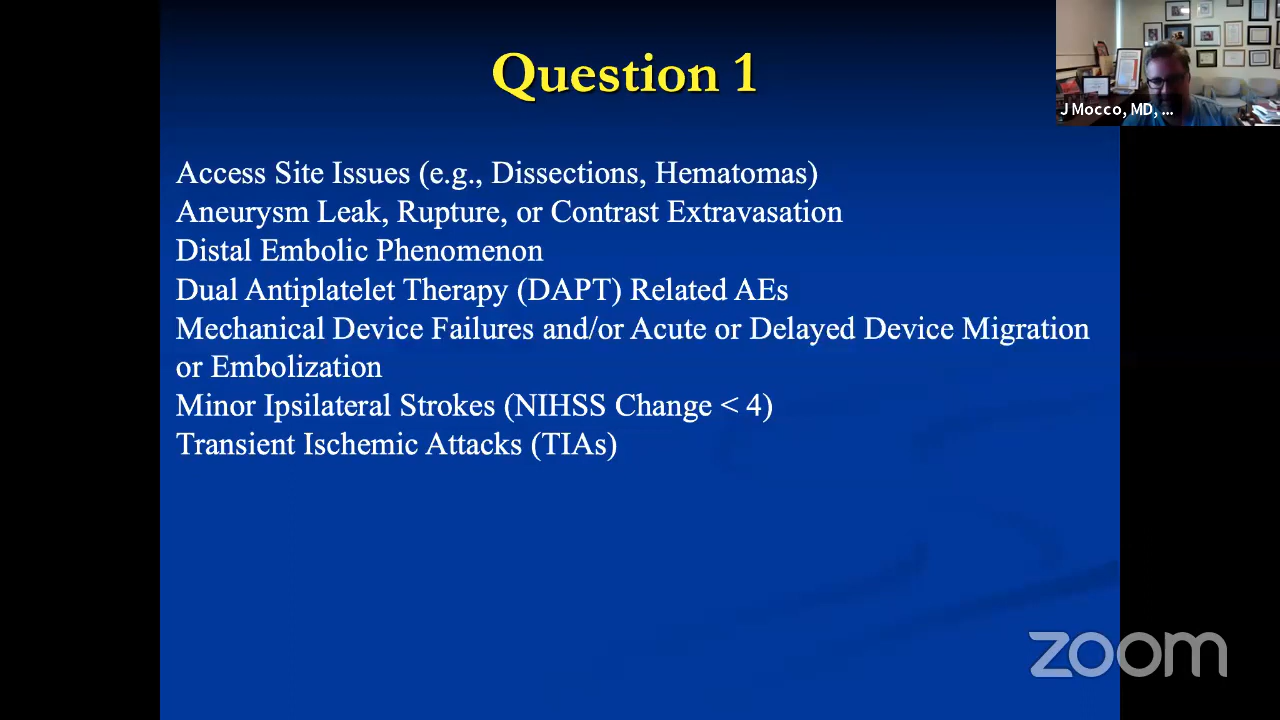 Question 1
J Mocco, MD, ...
Access Site Issues (e.g., Dissections, Hematomas)
Aneurysm Leak, Rupture, or Contrast Extravasation
Distal Embolic Phenomenon
Dual Antiplatelet Therapy (DAPT) Related AEs
Mechanical Device Failures and/or Acute or Delayed Device Migration
or Embolization
Minor Ipsilateral Strokes (NIHSS Change < 4)
Transient Ischemic Attacks (TIAs)
zoom